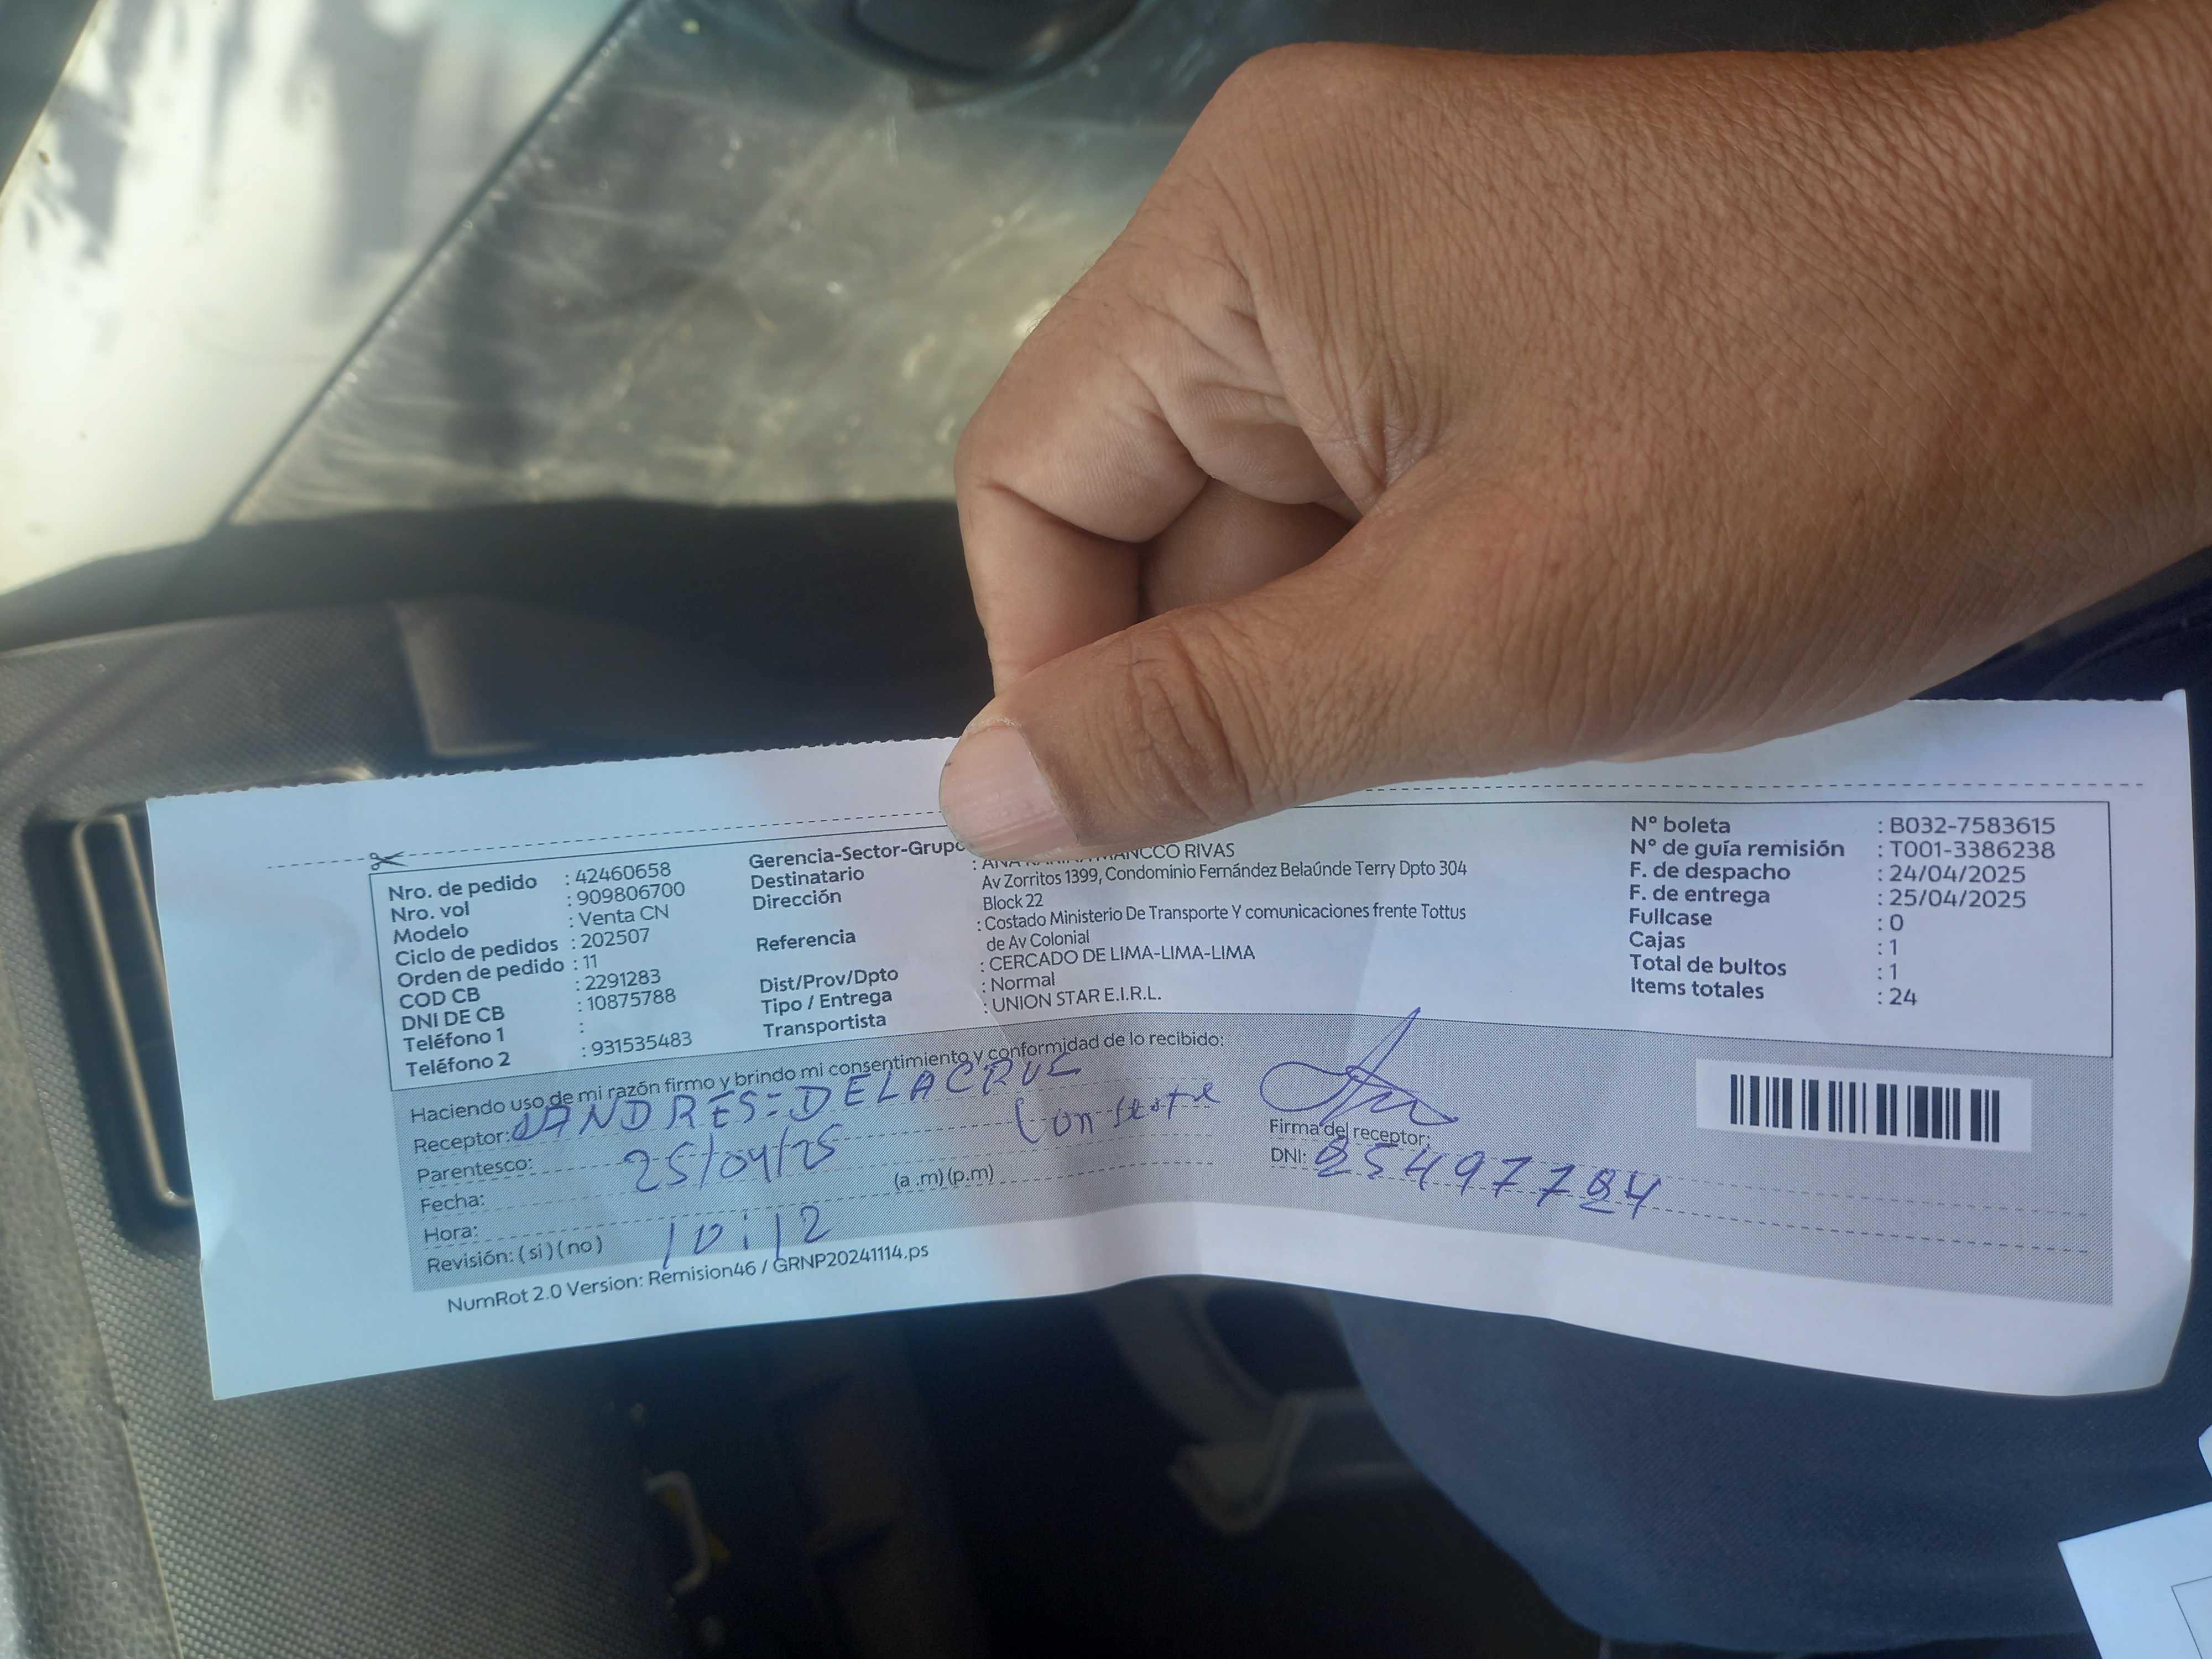 Nro. de pedido : 42460658
Nro. vol : 909806700
Modelo : Venta CN
Ciclo de pedidos : 202507
Orden de pedido : 11
COD CB : 2291283
DNI DE CB : 10875788
Teléfono 1 :
Teléfono 2 : 931535483
Gerencia-Sector-Grupo
Destinatario : ANA MANCCO RIVAS
Dirección Av Zorritos 1399, Condominio Fernández Belaúnde Terry Dpto 304
Block 22
Referencia : Costado Ministerio De Transporte Y comunicaciones frente Tottus
de Av Colonial
Dist/Prov/Dpto : CERCADO DE LIMA-LIMA-LIMA
Tipo / Entrega : Normal
Transportista : UNION STAR E.I.R.L.
N° boleta : B032-7583615
N° de guía remisión : T001-3386238
F. de despacho : 24/04/2025
F. de entrega : 25/04/2025
Fullcase : 0
Cajas : 1
Total de bultos : 1
Items totales : 24
Haciendo uso de mi razón firmo y brindo mi consentimiento y conformidad de lo recibido:
Receptor: ANDRES DELACRUZ
Parentesco:
Fecha: 25/04/25
Hora: 10:12 (a .m) (p.m)
Revisión: ( si ) ( no )
Firma del receptor:
DNI:
NumRot 2.0 Version: Remision46 / GRNP20241114.ps